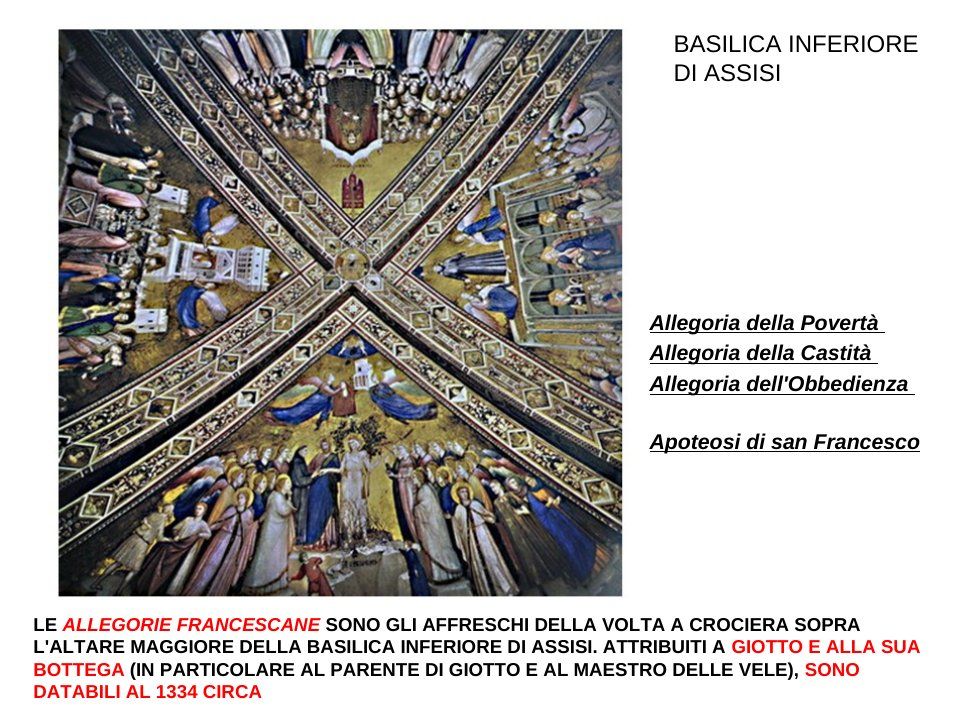 BASILICA INFERIORE
DI ASSISI
Allegoria della Povertà
Allegoria della Castità
Allegoria dell'Obbedienza
Apoteosi di san Francesco
LE ALLEGORIE FRANCESCANE SONO GLI AFFRESCHI DELLA VOLTA A CROCIERA SOPRA
L'ALTARE MAGGIORE DELLA BASILICA INFERIORE DI ASSISI. ATTRIBUITI A GIOTTO E ALLA SUA
BOTTEGA (IN PARTICOLARE AL PARENTE DI GIOTTO E AL MAESTRO DELLE VELE), SONO
DATABILI AL 1334 CIRCA